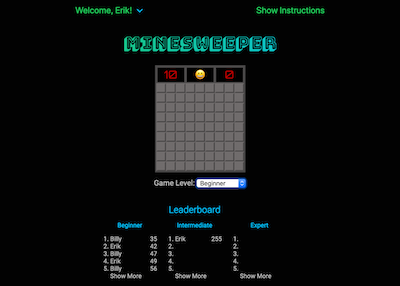 Welcome, Erik! Show Instructions
MINESWEEPER
10 0
Game Level: Beginner
Leaderboard
Beginner Intermediate Expert
1. Billy 35 1. Erik 255 1.
2. Erik 42 2. 2.
3. Billy 47 3. 3.
4. Erik 49 4. 4.
5. Billy 56 5. 5.
Show More Show More Show More